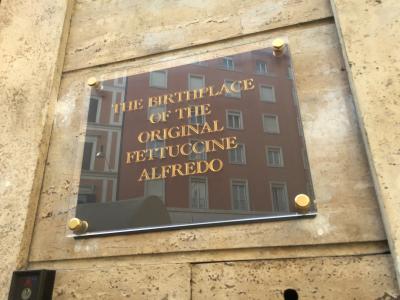 THE BIRTHPLACE
OF THE
ORIGINAL
FETTUCCINE
ALFREDO